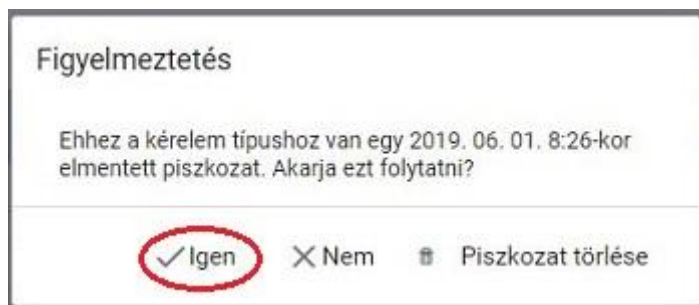 Figyelmeztetés
Ehhez a kérelem típushoz van egy 2019. 06. 01. 8:26-kor
elmentett piszkozat. Akarja ezt folytatni?
Igen Nem Piszkozat törlése